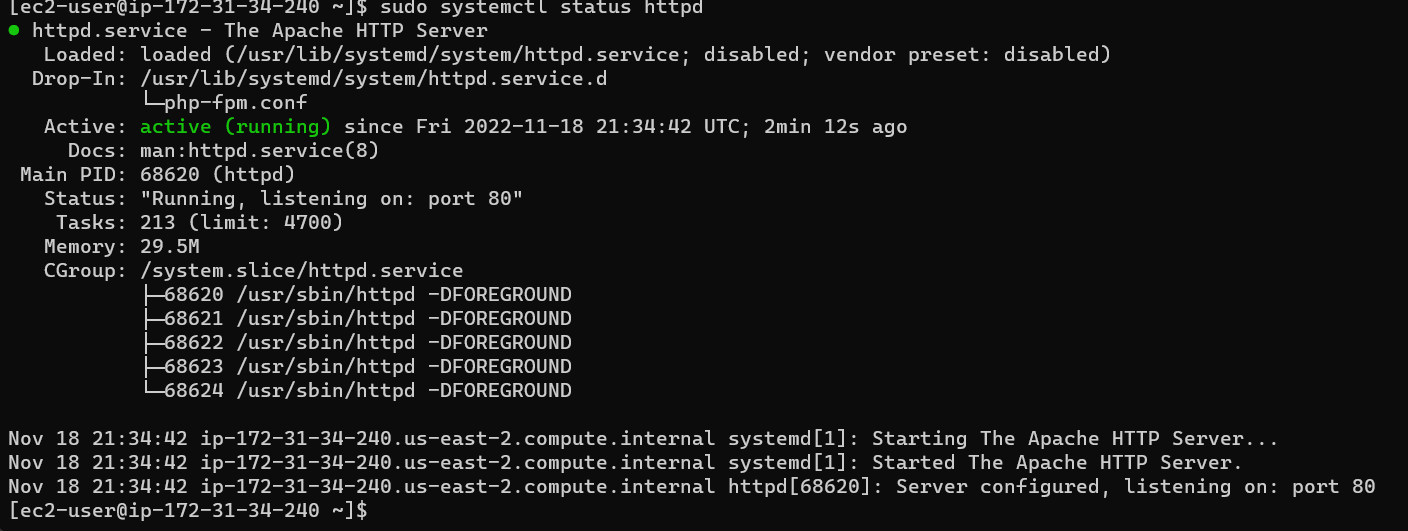 [ec2-user@ip-172-31-34-240 ~]$ sudo systemctl status httpd
● httpd.service - The Apache HTTP Server
   Loaded: loaded (/usr/lib/systemd/system/httpd.service; disabled; vendor preset: disabled)
  Drop-In: /usr/lib/systemd/system/httpd.service.d
           └─php-fpm.conf
   Active: active (running) since Fri 2022-11-18 21:34:42 UTC; 2min 12s ago
     Docs: man:httpd.service(8)
 Main PID: 68620 (httpd)
   Status: "Running, listening on: port 80"
    Tasks: 213 (limit: 4700)
   Memory: 29.5M
   CGroup: /system.slice/httpd.service
           ├─68620 /usr/sbin/httpd -DFOREGROUND
           ├─68621 /usr/sbin/httpd -DFOREGROUND
           ├─68622 /usr/sbin/httpd -DFOREGROUND
           ├─68623 /usr/sbin/httpd -DFOREGROUND
           └─68624 /usr/sbin/httpd -DFOREGROUND

Nov 18 21:34:42 ip-172-31-34-240.us-east-2.compute.internal systemd[1]: Starting The Apache HTTP Server...
Nov 18 21:34:42 ip-172-31-34-240.us-east-2.compute.internal systemd[1]: Started The Apache HTTP Server.
Nov 18 21:34:42 ip-172-31-34-240.us-east-2.compute.internal httpd[68620]: Server configured, listening on: port 80
[ec2-user@ip-172-31-34-240 ~]$